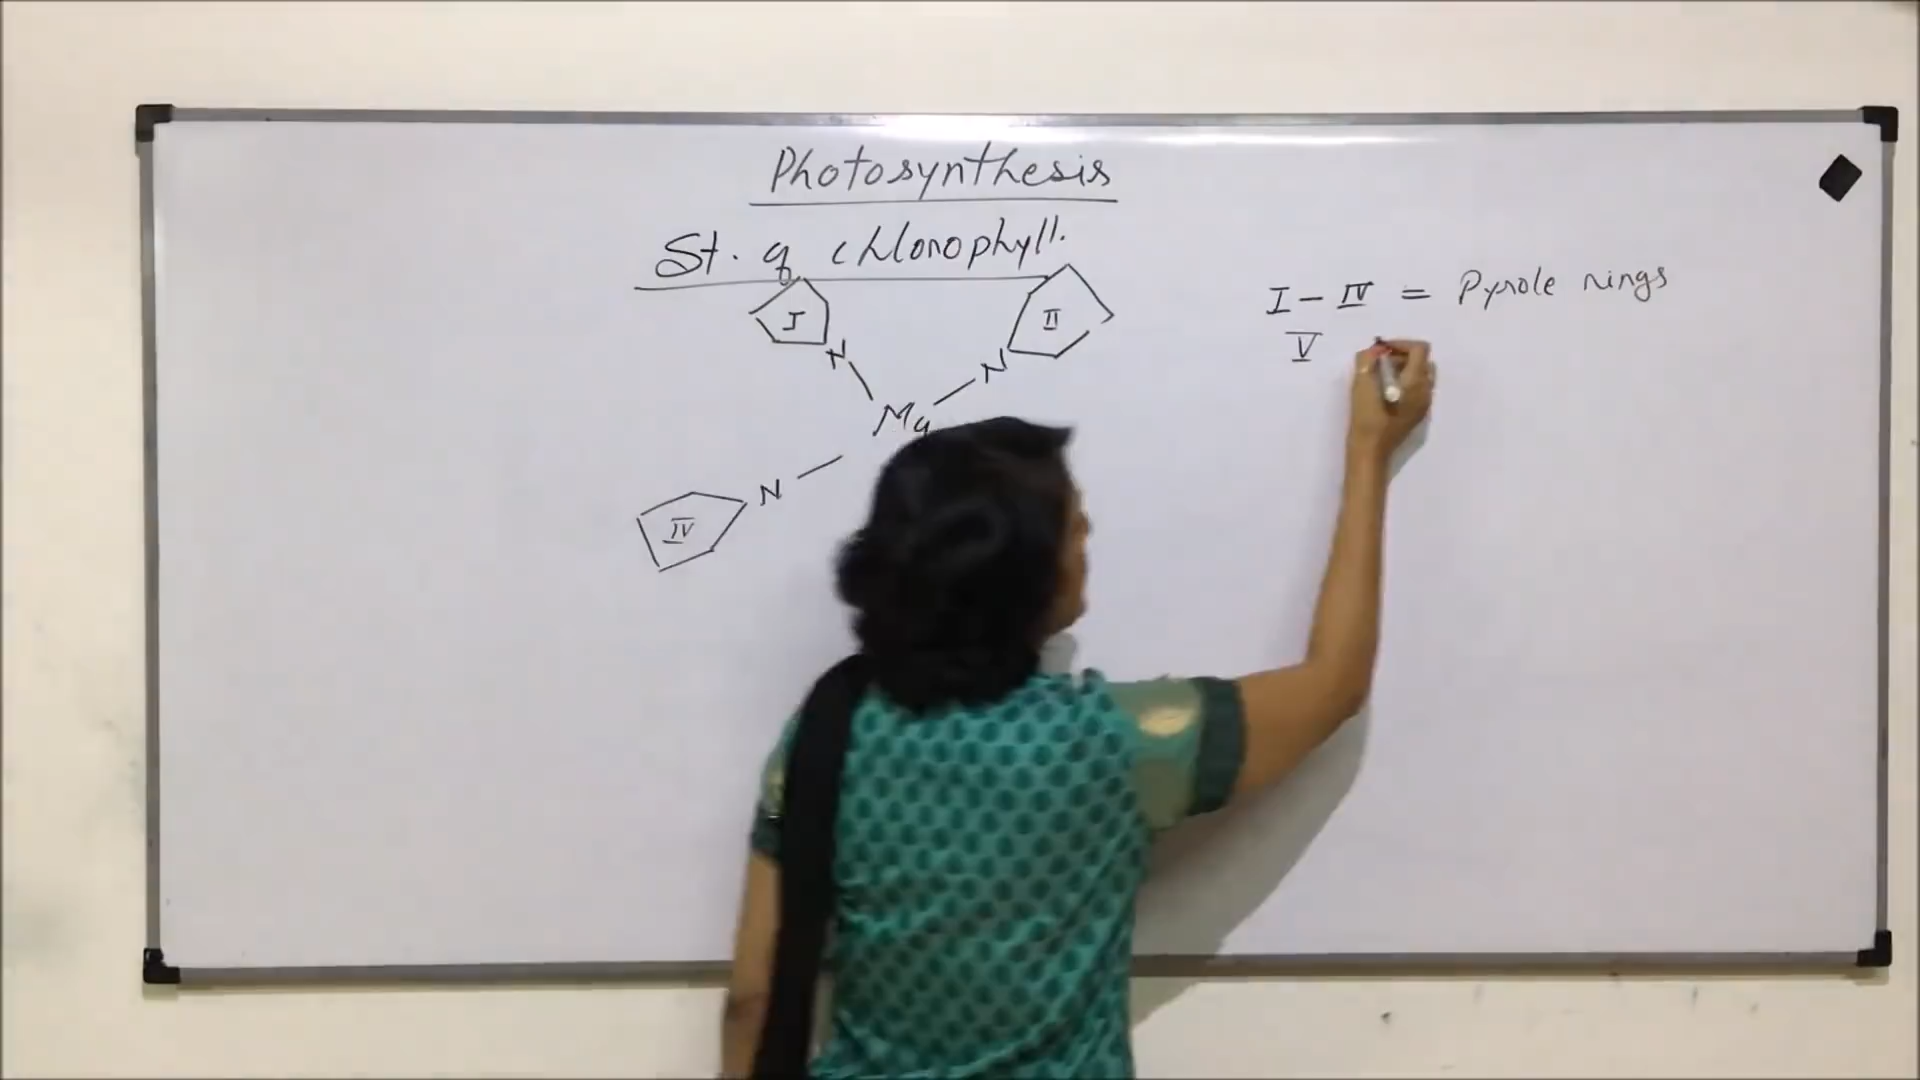 Photosynthesis
St. of chlorophyll.
I
II
I - IV = Pyrole rings
V
N
N
Mg
N
IV